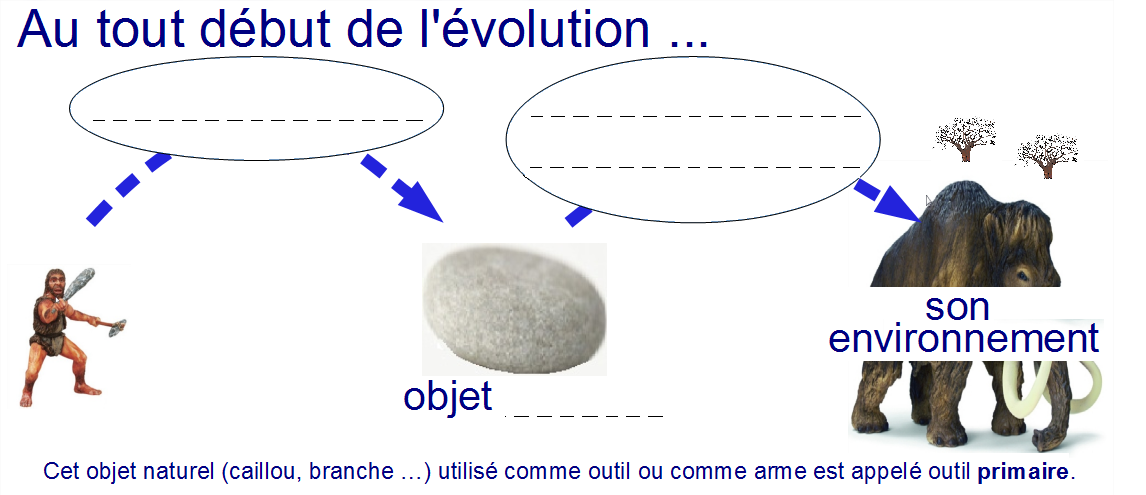 Au tout début de l'évolution ...
son
environnement
objet _ _ _ _ _ _ _
Cet objet naturel (caillou, branche ...) utilisé comme outil ou comme arme est appelé outil primaire.